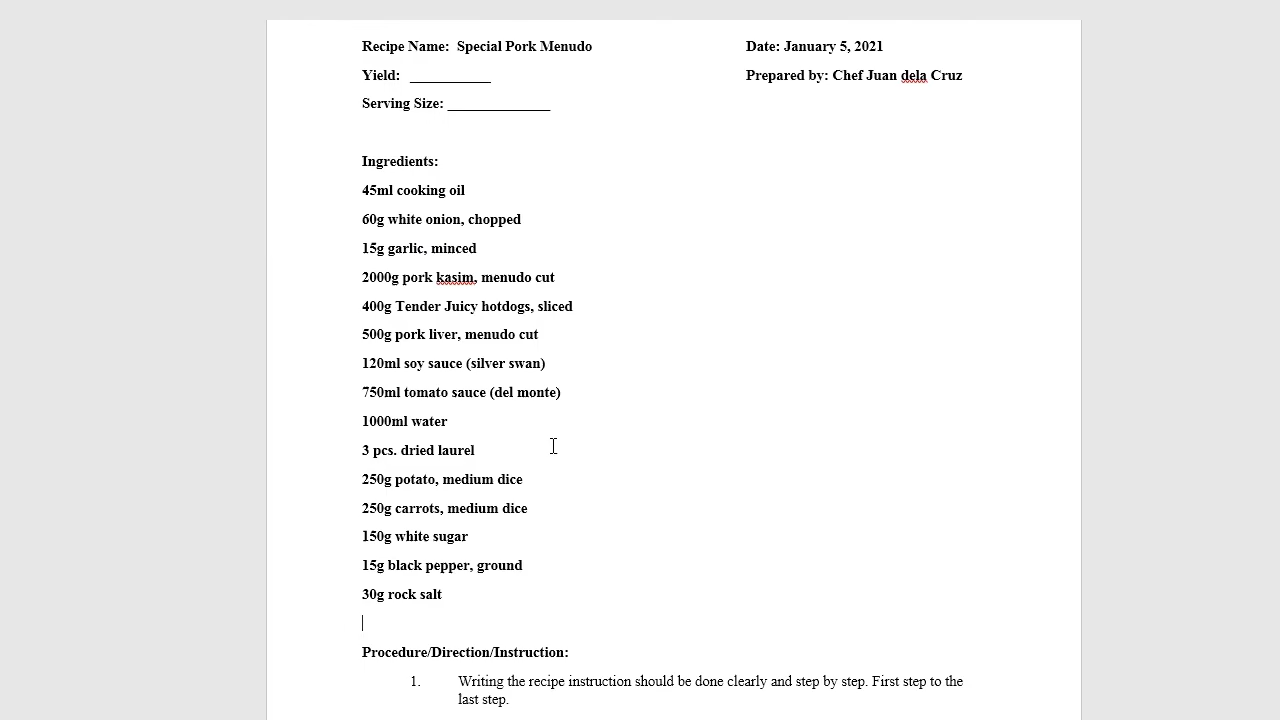 Recipe Name: Special Pork Menudo Date: January 5, 2021
Yield: ___________ Prepared by: Chef Juan dela Cruz
Serving Size: ______________
Ingredients:
45ml cooking oil
60g white onion, chopped
15g garlic, minced
2000g pork kasim, menudo cut
400g Tender Juicy hotdogs, sliced
500g pork liver, menudo cut
120ml soy sauce (silver swan)
750ml tomato sauce (del monte)
1000ml water
3 pcs. dried laurel
250g potato, medium dice
250g carrots, medium dice
150g white sugar
15g black pepper, ground
30g rock salt
Procedure/Direction/Instruction:
1. Writing the recipe instruction should be done clearly and step by step. First step to the
last step.